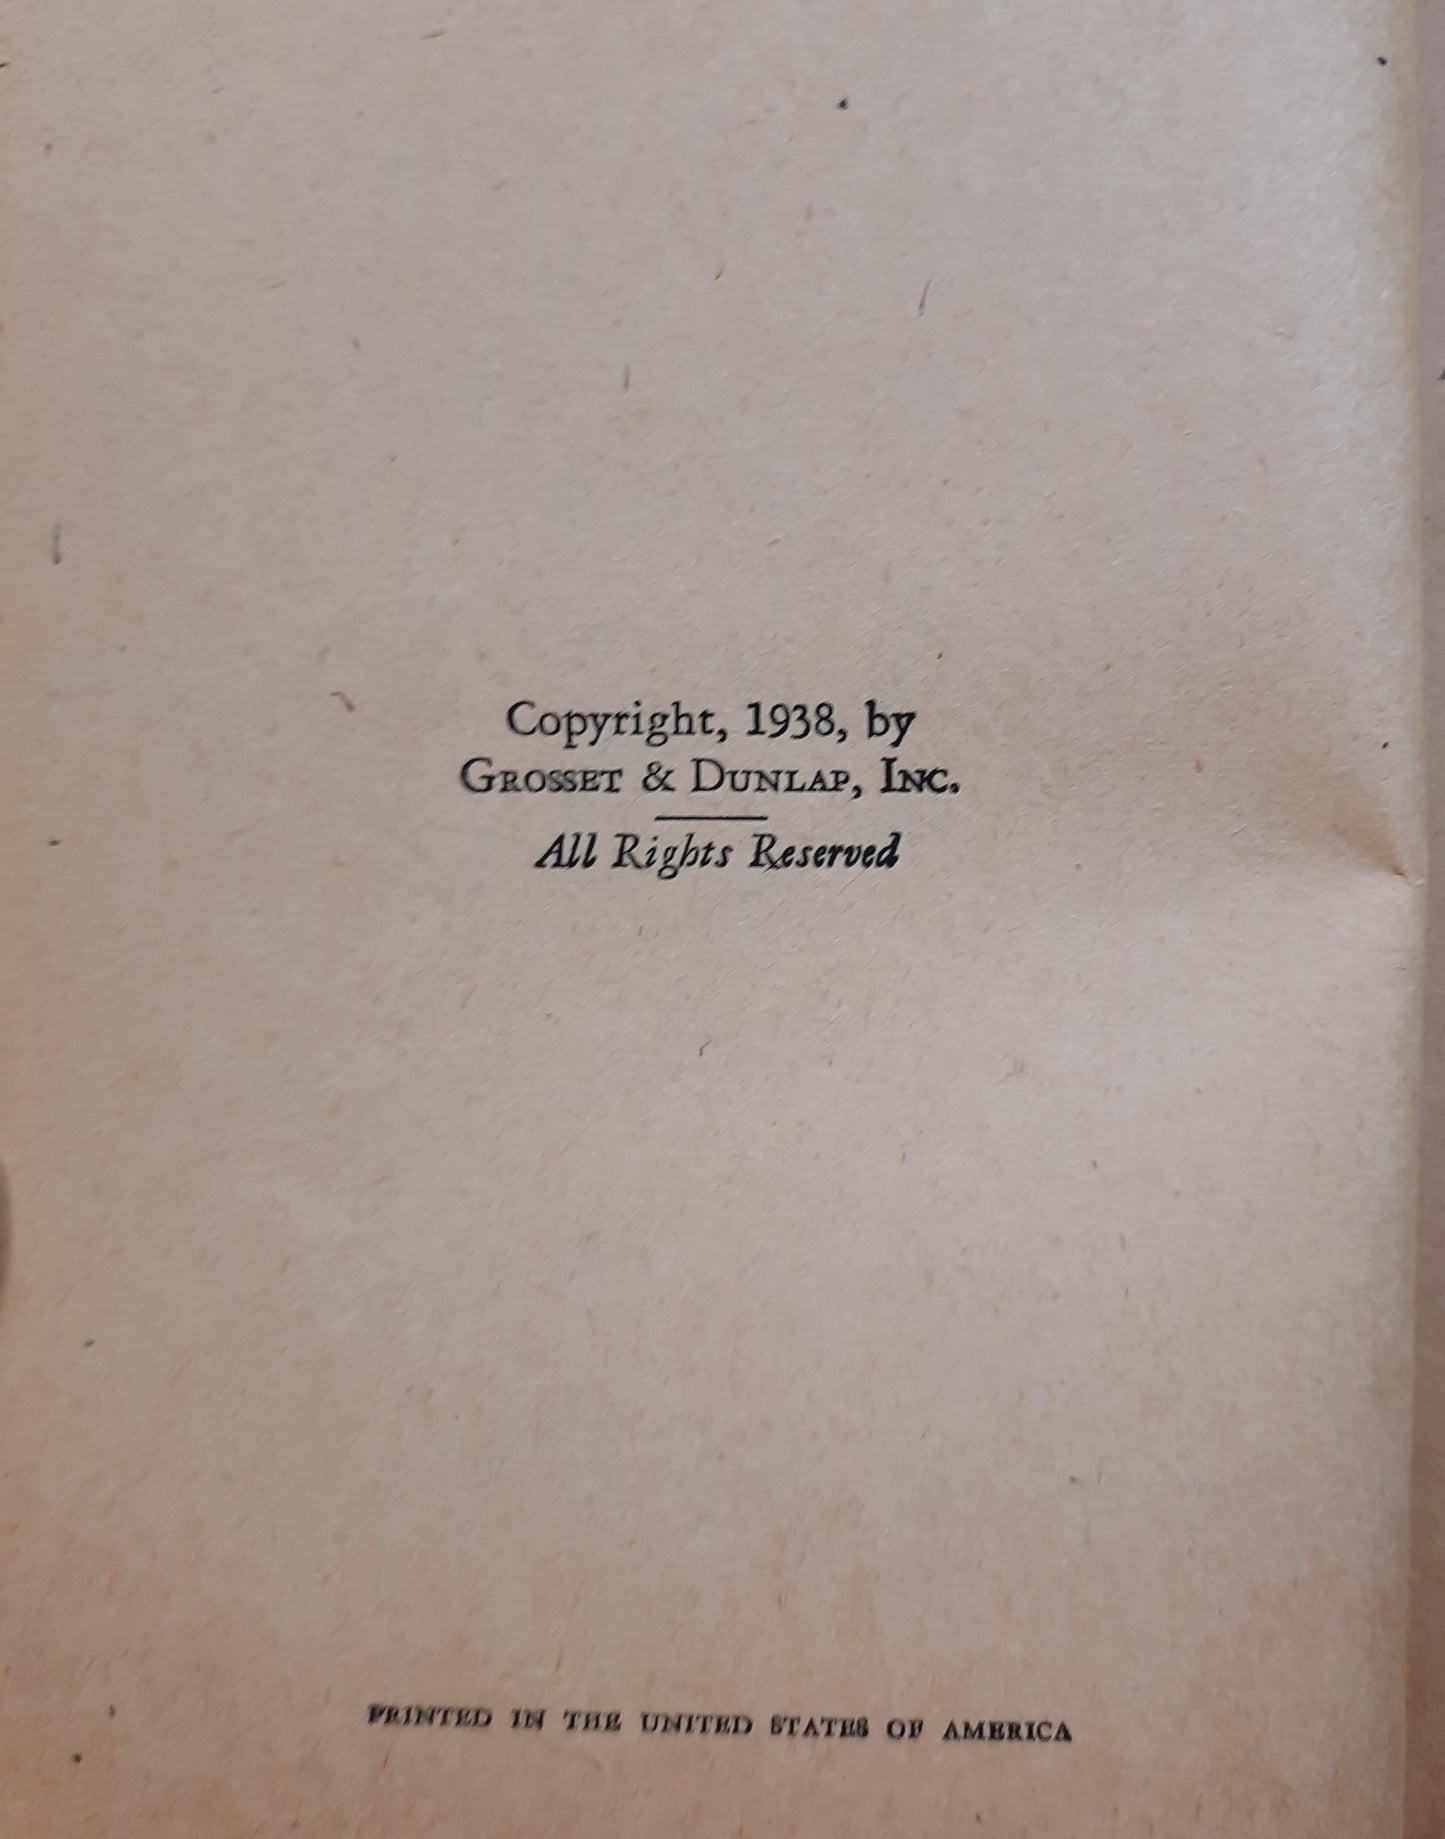 Copyright, 1938, by
GROSSET & DUNLAP, INC.
All Rights Reserved
PRINTED IN THE UNITED STATES OF AMERICA